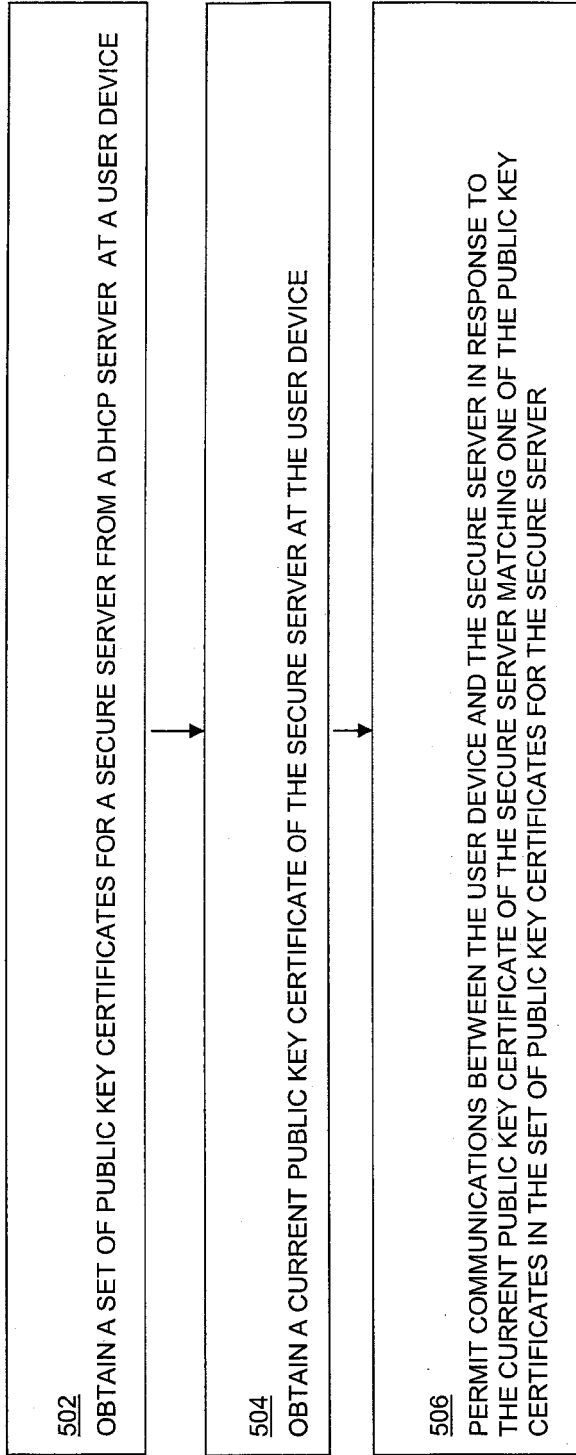 502
OBTAIN A SET OF PUBLIC KEY CERTIFICATES FOR A SECURE SERVER FROM A DHCP SERVER AT A USER DEVICE
504
OBTAIN A CURRENT PUBLIC KEY CERTIFICATE OF THE SECURE SERVER AT THE USER DEVICE
506
PERMIT COMMUNICATIONS BETWEEN THE USER DEVICE AND THE SECURE SERVER IN RESPONSE TO
THE CURRENT PUBLIC KEY CERTIFICATE OF THE SECURE SERVER MATCHING ONE OF THE PUBLIC KEY
CERTIFICATES IN THE SET OF PUBLIC KEY CERTIFICATES FOR THE SECURE SERVER